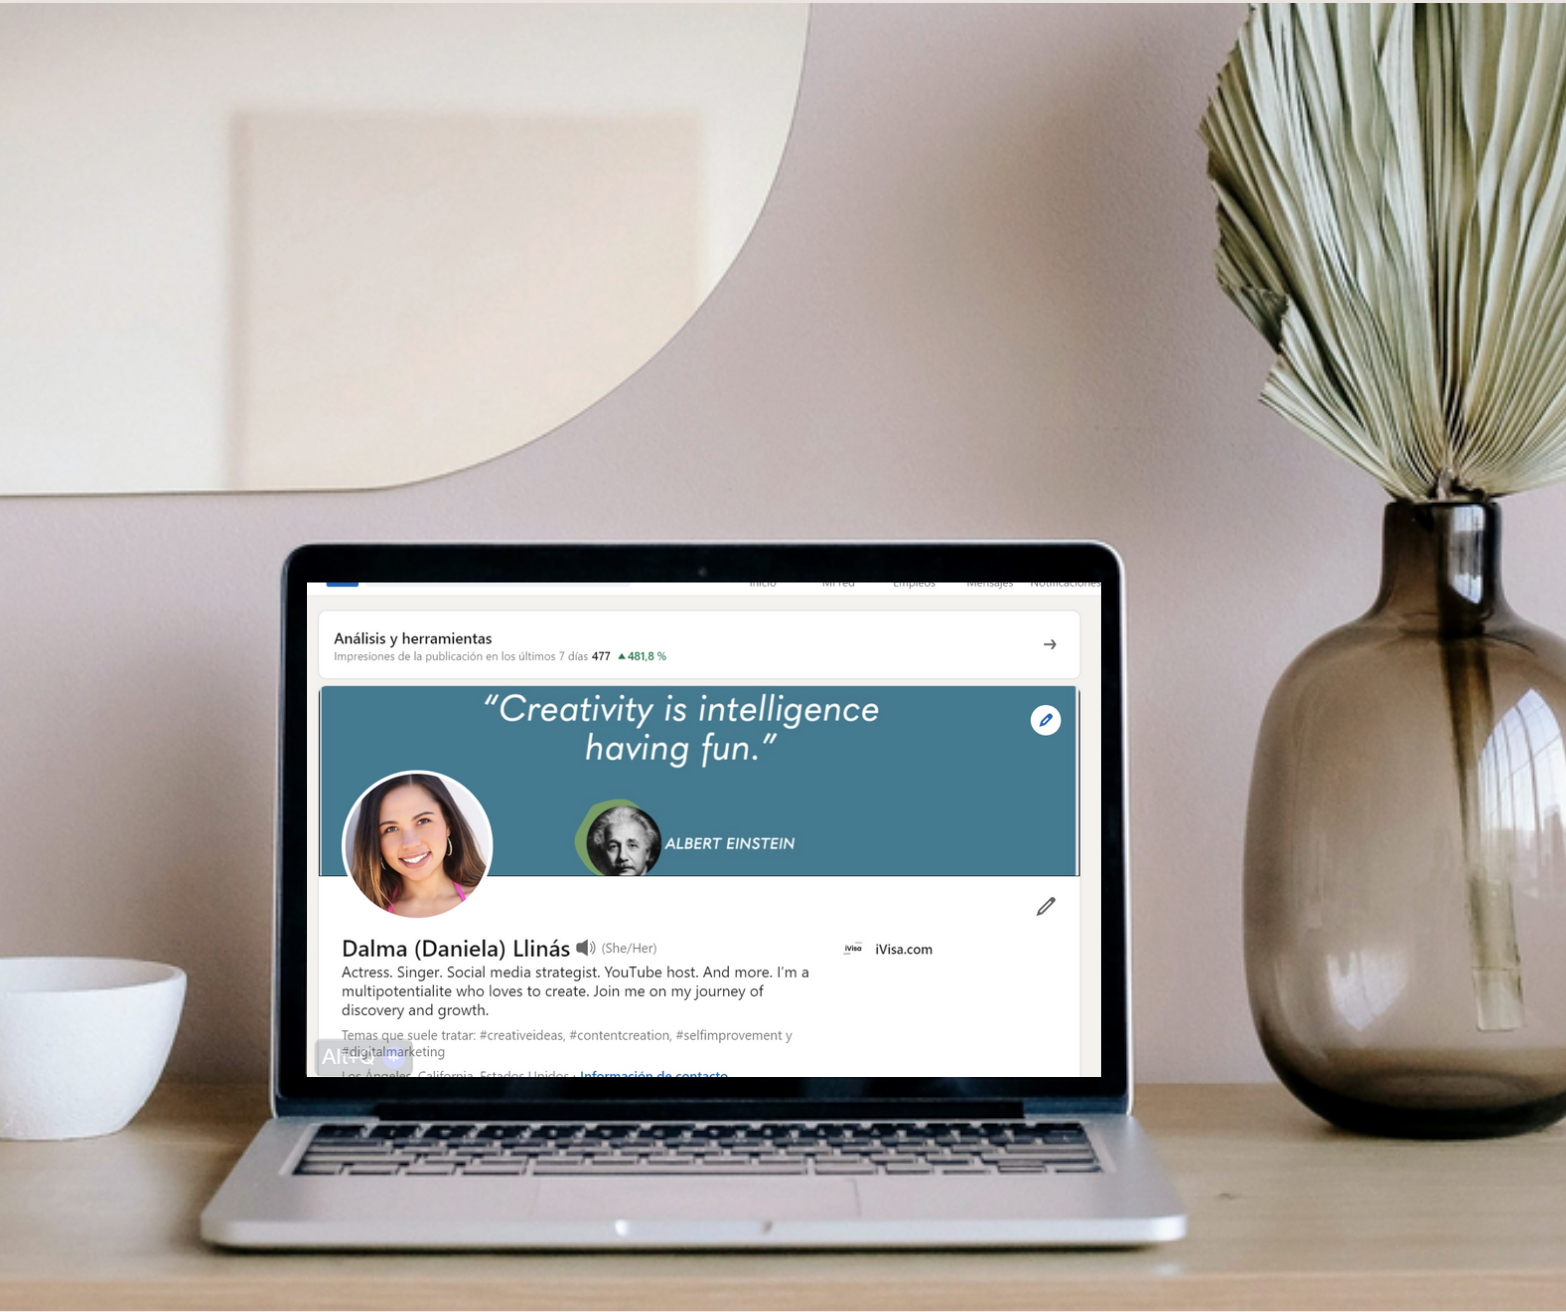 Inicio Mi red Empleos Mensajes Notificaciones
Análisis y herramientas
Impresiones de la publicación en los últimos 7 días 477 ▲481,8 %
“Creativity is intelligence
having fun.”
ALBERT EINSTEIN
Dalma (Daniela) Llinás (She/Her)
iVisa iVisa.com
Actress. Singer. Social media strategist. YouTube host. And more. I'm a
multipotentialite who loves to create. Join me on my journey of
discovery and growth.
Temas que suele tratar: #creativeideas, #contentcreation, #selfimprovement y
#digitalmarketing
Alt+Q
Los Ángeles, California, Estados Unidos · Información de contacto